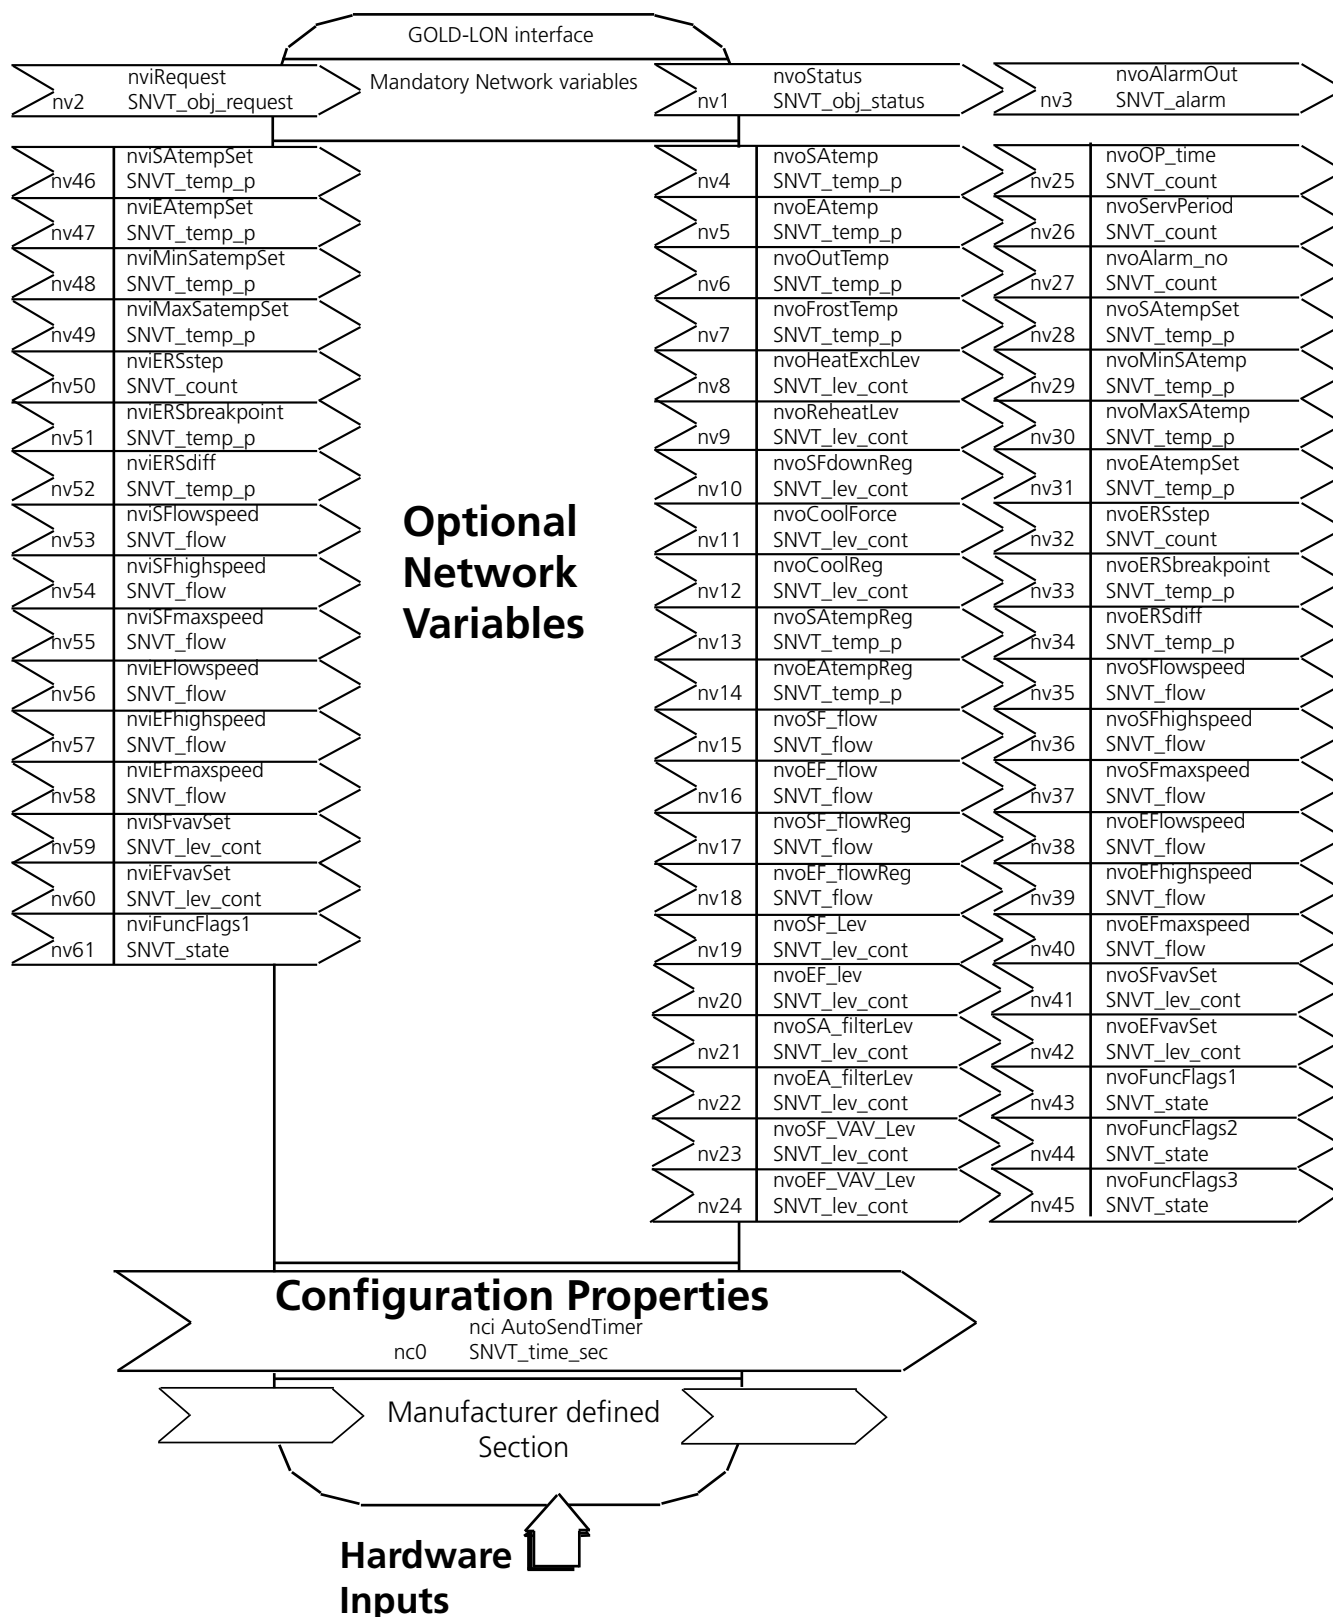 GOLD-LON interface
Mandatory Network variables
nviRequest
nv2 SNVT_obj_request
nvoStatus
nv1 SNVT_obj_status
nvoAlarmOut
nv3 SNVT_alarm
nviSAtempSet
nv46 SNVT_temp_p
nviEAtempSet
nv47 SNVT_temp_p
nviMinSatempSet
nv48 SNVT_temp_p
nviMaxSatempSet
nv49 SNVT_temp_p
nviERSstep
nv50 SNVT_count
nviERSbreakpoint
nv51 SNVT_temp_p
nviERSdiff
nv52 SNVT_temp_p
nviSFlowspeed
nv53 SNVT_flow
nviSFhighspeed
nv54 SNVT_flow
nviSFmaxspeed
nv55 SNVT_flow
nviEFlowspeed
nv56 SNVT_flow
nviEFhighspeed
nv57 SNVT_flow
nviEFmaxspeed
nv58 SNVT_flow
nviSFvavSet
nv59 SNVT_lev_cont
nviEFvavSet
nv60 SNVT_lev_cont
nviFuncFlags1
nv61 SNVT_state
Optional
Network
Variables
nvoSAtemp
nv4 SNVT_temp_p
nvoEAtemp
nv5 SNVT_temp_p
nvoOutTemp
nv6 SNVT_temp_p
nvoFrostTemp
nv7 SNVT_temp_p
nvoHeatExchLev
nv8 SNVT_lev_cont
nvoReheatLev
nv9 SNVT_lev_cont
nvoSFdownReg
nv10 SNVT_lev_cont
nvoCoolForce
nv11 SNVT_lev_cont
nvoCoolReg
nv12 SNVT_lev_cont
nvoSAtempReg
nv13 SNVT_temp_p
nvoEAtempReg
nv14 SNVT_temp_p
nvoSF_flow
nv15 SNVT_flow
nvoEF_flow
nv16 SNVT_flow
nvoSF_flowReg
nv17 SNVT_flow
nvoEF_flowReg
nv18 SNVT_flow
nvoSF_Lev
nv19 SNVT_lev_cont
nvoEF_lev
nv20 SNVT_lev_cont
nvoSA_filterLev
nv21 SNVT_lev_cont
nvoEA_filterLev
nv22 SNVT_lev_cont
nvoSF_VAV_Lev
nv23 SNVT_lev_cont
nvoEF_VAV_Lev
nv24 SNVT_lev_cont
nvoOP_time
nv25 SNVT_count
nvoServPeriod
nv26 SNVT_count
nvoAlarm_no
nv27 SNVT_count
nvoSAtempSet
nv28 SNVT_temp_p
nvoMinSAtemp
nv29 SNVT_temp_p
nvoMaxSAtemp
nv30 SNVT_temp_p
nvoEAtempSet
nv31 SNVT_temp_p
nvoERSstep
nv32 SNVT_count
nvoERSbreakpoint
nv33 SNVT_temp_p
nvoERSdiff
nv34 SNVT_temp_p
nvoSFlowspeed
nv35 SNVT_flow
nvoSFhighspeed
nv36 SNVT_flow
nvoSFmaxspeed
nv37 SNVT_flow
nvoEFlowspeed
nv38 SNVT_flow
nvoEFhighspeed
nv39 SNVT_flow
nvoEFmaxspeed
nv40 SNVT_flow
nvoSFvavSet
nv41 SNVT_lev_cont
nvoEFvavSet
nv42 SNVT_lev_cont
nvoFuncFlags1
nv43 SNVT_state
nvoFuncFlags2
nv44 SNVT_state
nvoFuncFlags3
nv45 SNVT_state
Configuration Properties
nci AutoSendTimer
nc0 SNVT_time_sec
Manufacturer defined
Section
Hardware
Inputs